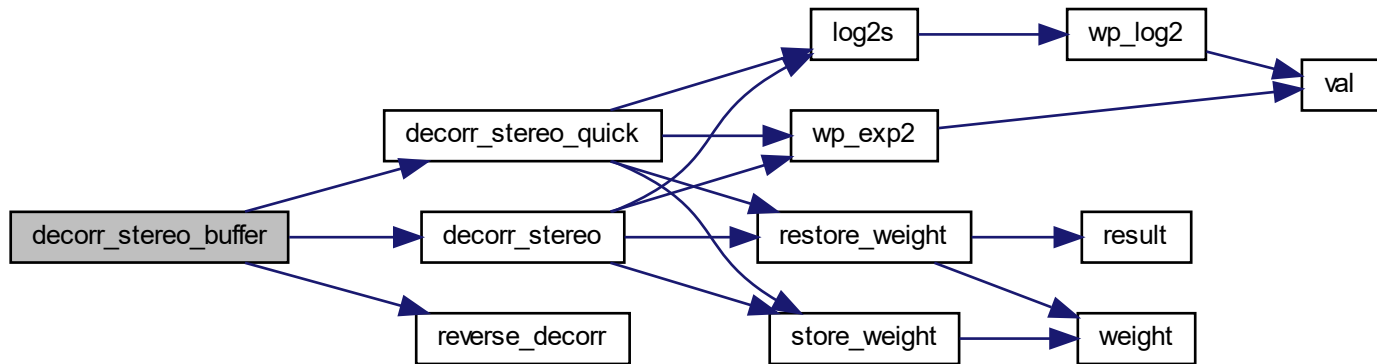 decorr_stereo_buffer
decorr_stereo_quick
decorr_stereo
reverse_decorr
log2s
wp_exp2
restore_weight
store_weight
wp_log2
result
weight
val